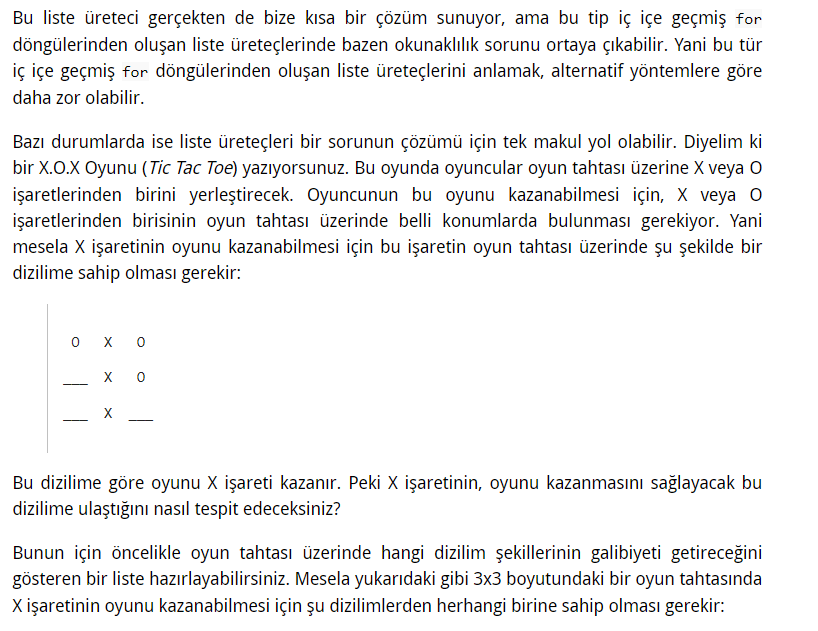 Bu liste üreteci gerçekten de bize kısa bir çözüm sunuyor, ama bu tip iç içe geçmiş for
döngülerinden oluşan liste üreteçlerinde bazen okunaklılık sorunu ortaya çıkabilir. Yani bu tür
iç içe geçmiş for döngülerinden oluşan liste üreteçlerini anlamak, alternatif yöntemlere göre
daha zor olabilir.
Bazı durumlarda ise liste üreteçleri bir sorunun çözümü için tek makul yol olabilir. Diyelim ki
bir X.O.X Oyunu (Tic Tac Toe) yazıyorsunuz. Bu oyunda oyuncular oyun tahtası üzerine X veya O
işaretlerinden birini yerleştirecek. Oyuncunun bu oyunu kazanabilmesi için, X veya O
işaretlerinden birisinin oyun tahtası üzerinde belli konumlarda bulunması gerekiyor. Yani
mesela X işaretinin oyunu kazanabilmesi için bu işaretin oyun tahtası üzerinde şu şekilde bir
dizilime sahip olması gerekir:
O X O
___ X O
___ X ___
Bu dizilime göre oyunu X işareti kazanır. Peki X işaretinin, oyunu kazanmasını sağlayacak bu
dizilime ulaştığını nasıl tespit edeceksiniz?
Bunun için öncelikle oyun tahtası üzerinde hangi dizilim şekillerinin galibiyeti getireceğini
gösteren bir liste hazırlayabilirsiniz. Mesela yukarıdaki gibi 3x3 boyutundaki bir oyun tahtasında
X işaretinin oyunu kazanabilmesi için şu dizilimlerden herhangi birine sahip olması gerekir: